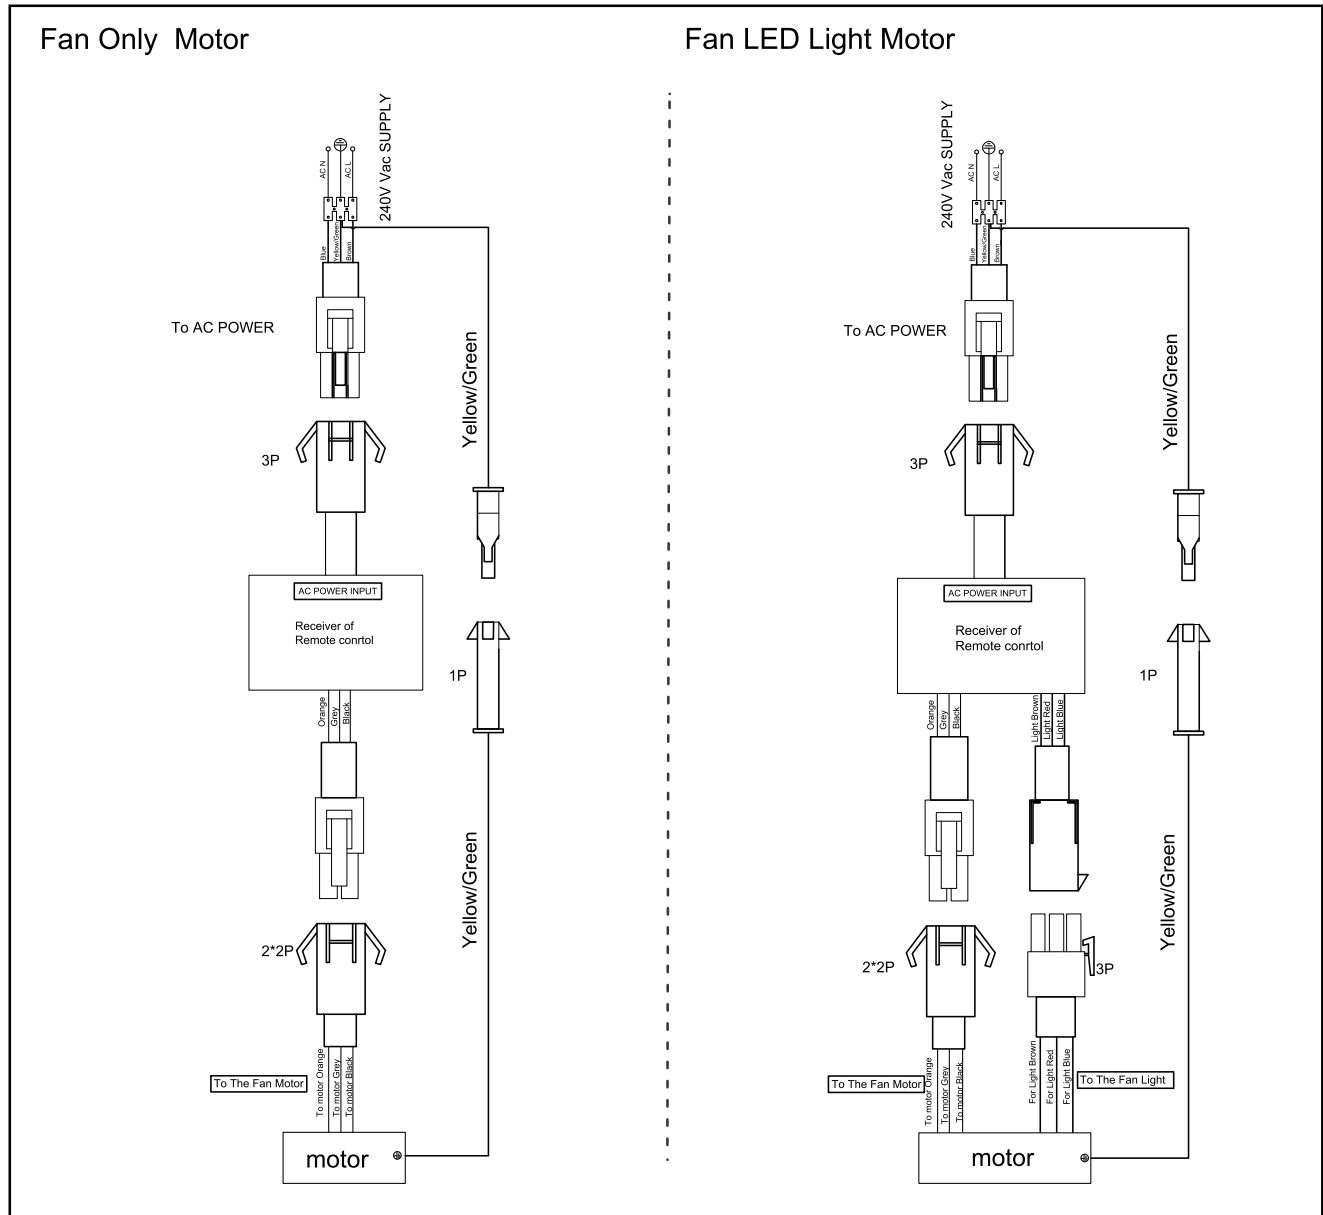 Fan Only  Motor
240V Vac SUPPLY
AC N
AC L
Blue
Yellow/Green
Brown
To AC POWER
Yellow/Green
3P
AC POWER INPUT
Receiver of
Remote conrtol
1P
Orange
Grey
Black
Yellow/Green
2*2P
To motor Orange
To motor Grey
To motor Black
To The Fan Motor
motor
Fan LED Light Motor
240V Vac SUPPLY
AC N
AC L
Blue
Yellow/Green
Brown
To AC POWER
Yellow/Green
3P
AC POWER INPUT
Receiver of
Remote conrtol
1P
Orange
Grey
Black
Light Brown
Light Red
Light Blue
Yellow/Green
2*2P
3P
To motor Orange
To motor Grey
To motor Black
For Light Brown
For Light Red
For Light Blue
To The Fan Motor
To The Fan Light
motor